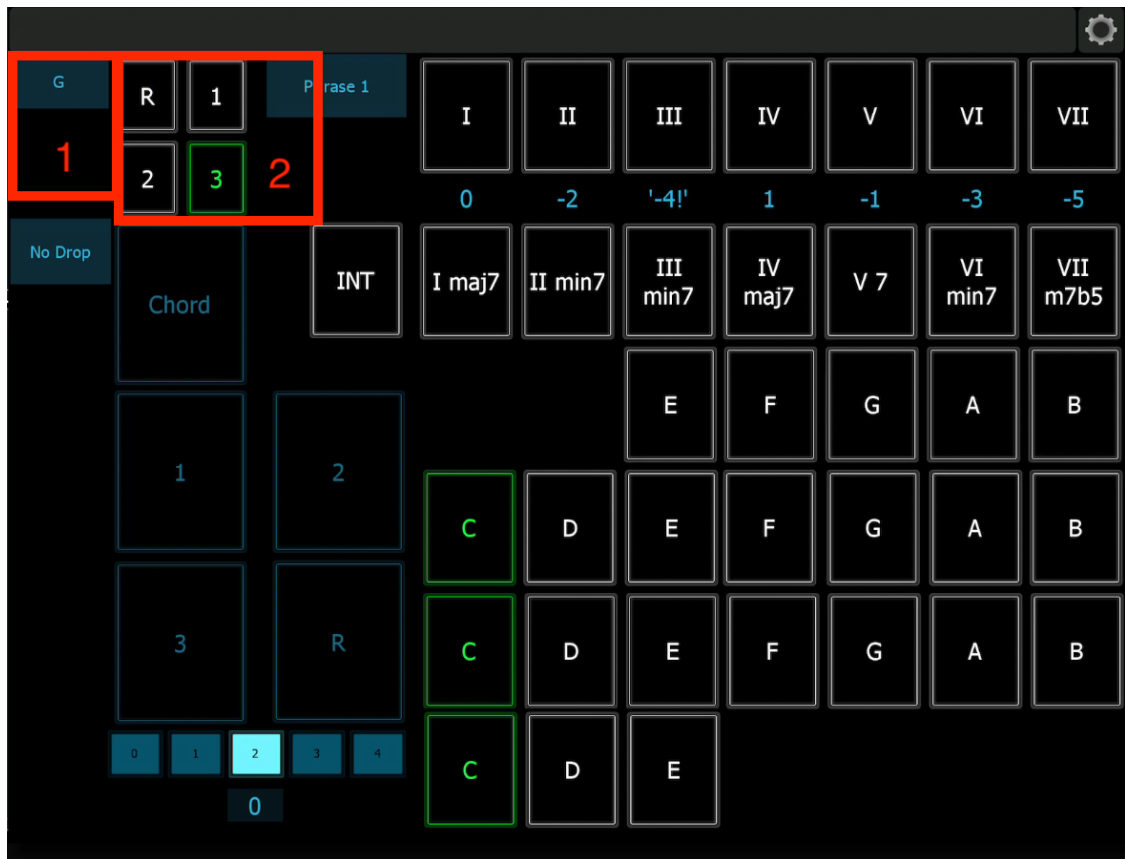 G
R
1
Phrase 1
I
II
III
IV
V
VI
VII
1
2
3
2
0
-2
'-4!'
1
-1
-3
-5
No Drop
Chord
INT
I maj7
II min7
III
min7
IV
maj7
V 7
VI
min7
VII
m7b5
E
F
G
A
B
1
2
C
D
E
F
G
A
B
3
R
C
D
E
F
G
A
B
0
1
2
3
4
C
D
E
0